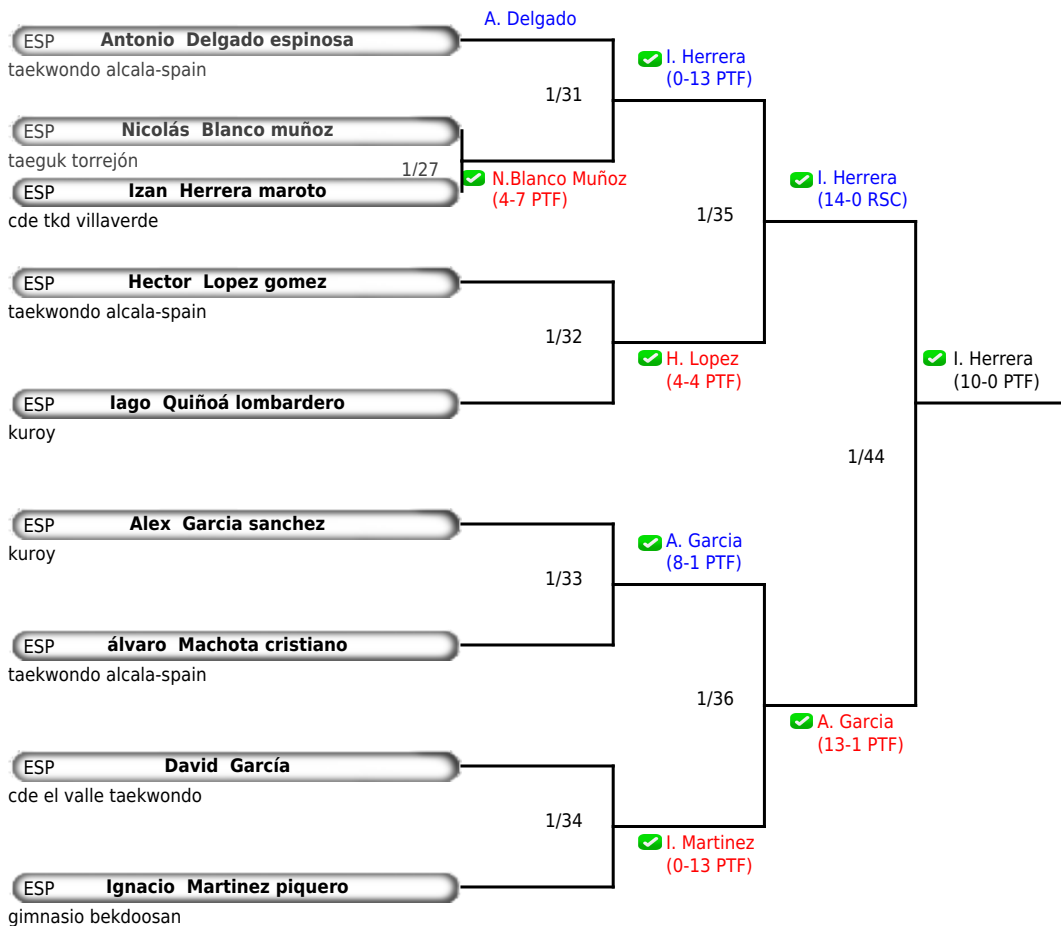 A. Delgado
ESP Antonio Delgado espinosa
taekwondo alcala-spain
I. Herrera
(0-13 PTF)
1/31
ESP Nicolás Blanco muñoz
taeguk torrejón
1/27
N.Blanco Muñoz
(4-7 PTF)
ESP Izan Herrera maroto
cde tkd villaverde
I. Herrera
(14-0 RSC)
1/35
ESP Hector Lopez gomez
taekwondo alcala-spain
1/32
H. Lopez
(4-4 PTF)
I. Herrera
(10-0 PTF)
ESP Iago Quiñoá lombardero
kuroy
1/44
ESP Alex Garcia sanchez
kuroy
A. Garcia
(8-1 PTF)
1/33
ESP álvaro Machota cristiano
taekwondo alcala-spain
1/36
A. Garcia
(13-1 PTF)
ESP David García
cde el valle taekwondo
1/34
I. Martinez
(0-13 PTF)
ESP Ignacio Martinez piquero
gimnasio bekdoosan